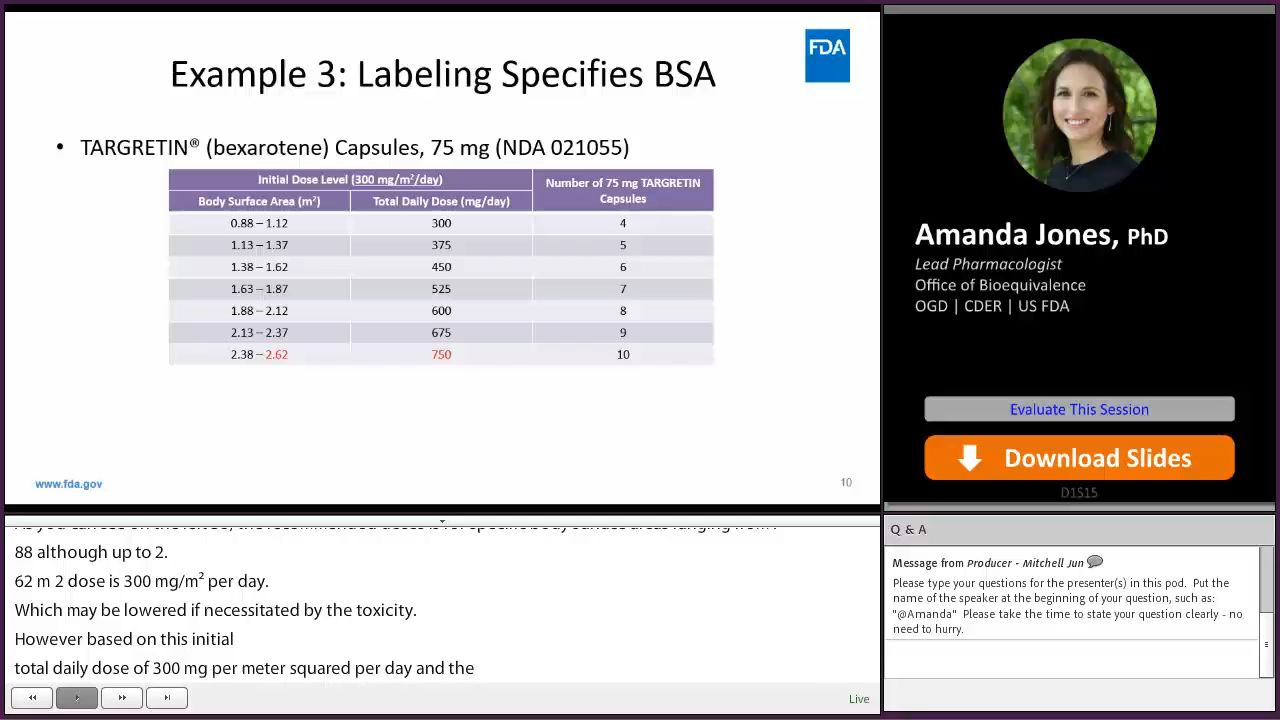 FDA
Example 3: Labeling Specifies BSA
• TARGRETIN® (bexarotene) Capsules, 75 mg (NDA 021055)
Initial Dose Level (300 mg/m²/day)
Number of 75 mg TARGRETIN
Capsules
Body Surface Area (m²) Total Daily Dose (mg/day)
0.88 – 1.12 300 4
1.13 – 1.37 375 5
1.38 – 1.62 450 6
1.63 – 1.87 525 7
1.88 – 2.12 600 8
2.13 – 2.37 675 9
2.38 – 2.62 750 10
www.fda.gov 10
Amanda Jones, PhD
Lead Pharmacologist
Office of Bioequivalence
OGD | CDER | US FDA
Evaluate This Session
Download Slides
D1S15
88 although up to 2.
62 m 2 dose is 300 mg/m² per day.
Which may be lowered if necessitated by the toxicity.
However based on this initial
total daily dose of 300 mg per meter squared per day and the
Live
Q & A
Message from Producer - Mitchell Jun
Please type your questions for the presenter(s) in this pod. Put the
name of the speaker at the beginning of your question, such as:
"@Amanda" Please take the time to state your question clearly - no
need to hurry.